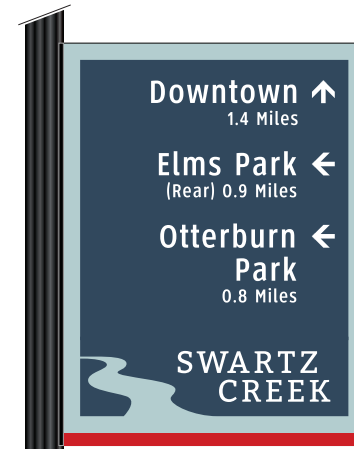 Downtown ↑
1.4 Miles
Elms Park ←
(Rear) 0.9 Miles
Otterburn ←
Park
0.8 Miles
SWARTZ
CREEK